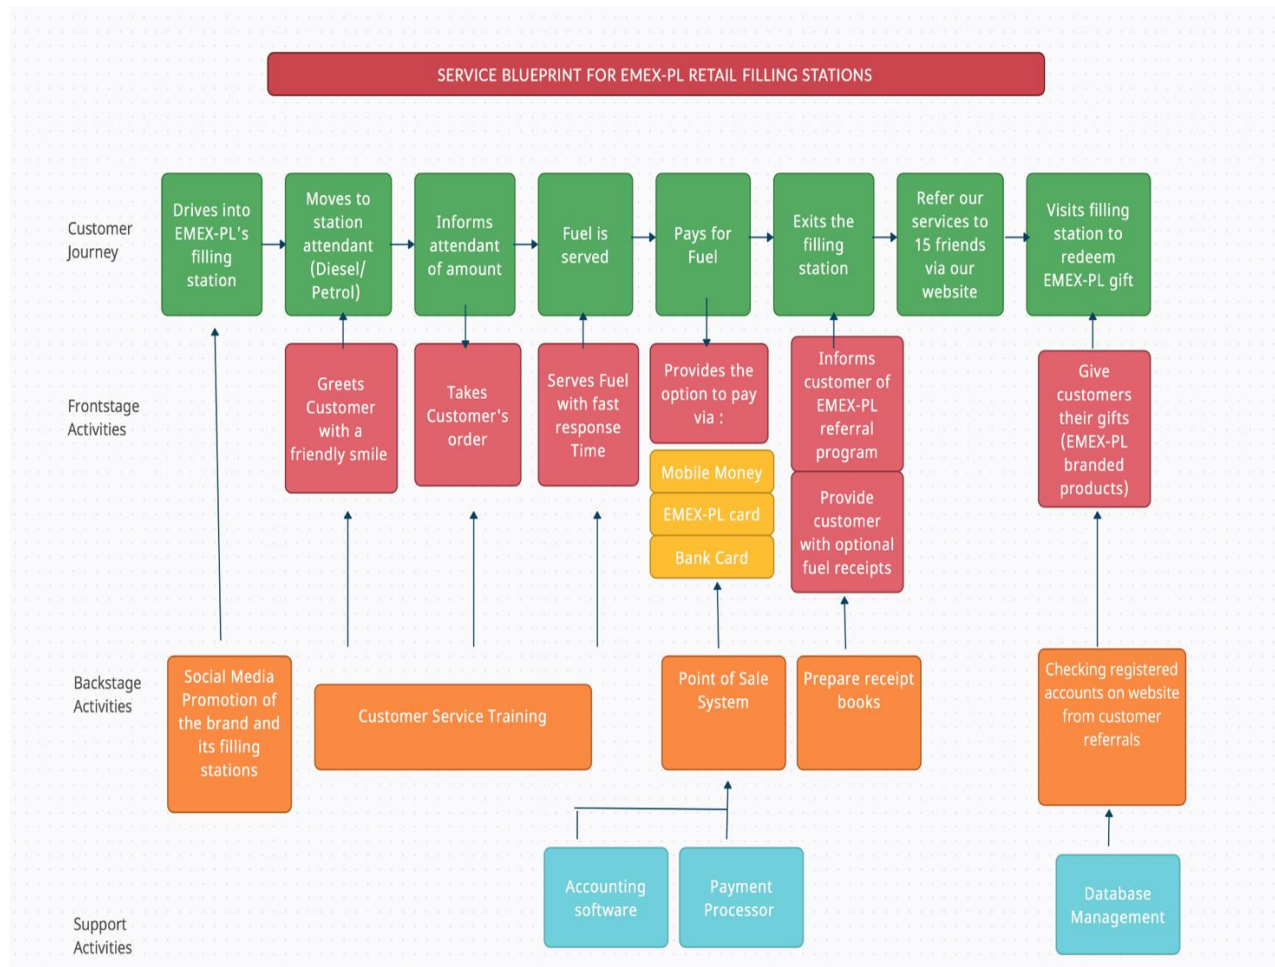 SERVICE BLUEPRINT FOR EMEX-PL RETAIL FILLING STATIONS
Customer
Journey
Drives into
EMEX-PL's
filling
station
Moves to
station
attendant
(Diesel/
Petrol)
Informs
attendant
of amount
Fuel is
served
Pays for
Fuel
Exits the
filling
station
Refer our
services to
15 friends
via our
website
Visits filling
station to
redeem
EMEX-PL gift
Frontstage
Activities
Greets
Customer
with a
friendly smile
Takes
Customer's
order
Serves Fuel
with fast
response
Time
Provides the
option to pay
via :
Mobile Money
EMEX-PL card
Bank Card
Informs
customer of
EMEX-PL
referral
program
Provide
customer
with optional
fuel receipts
Give
customers
their gifts
(EMEX-PL
branded
products)
Backstage
Activities
Social Media
Promotion of
the brand and
its filling
stations
Customer Service Training
Point of Sale
System
Prepare receipt
books
Checking registered
accounts on website
from customer
referrals
Support
Activities
Accounting
software
Payment
Processor
Database
Management